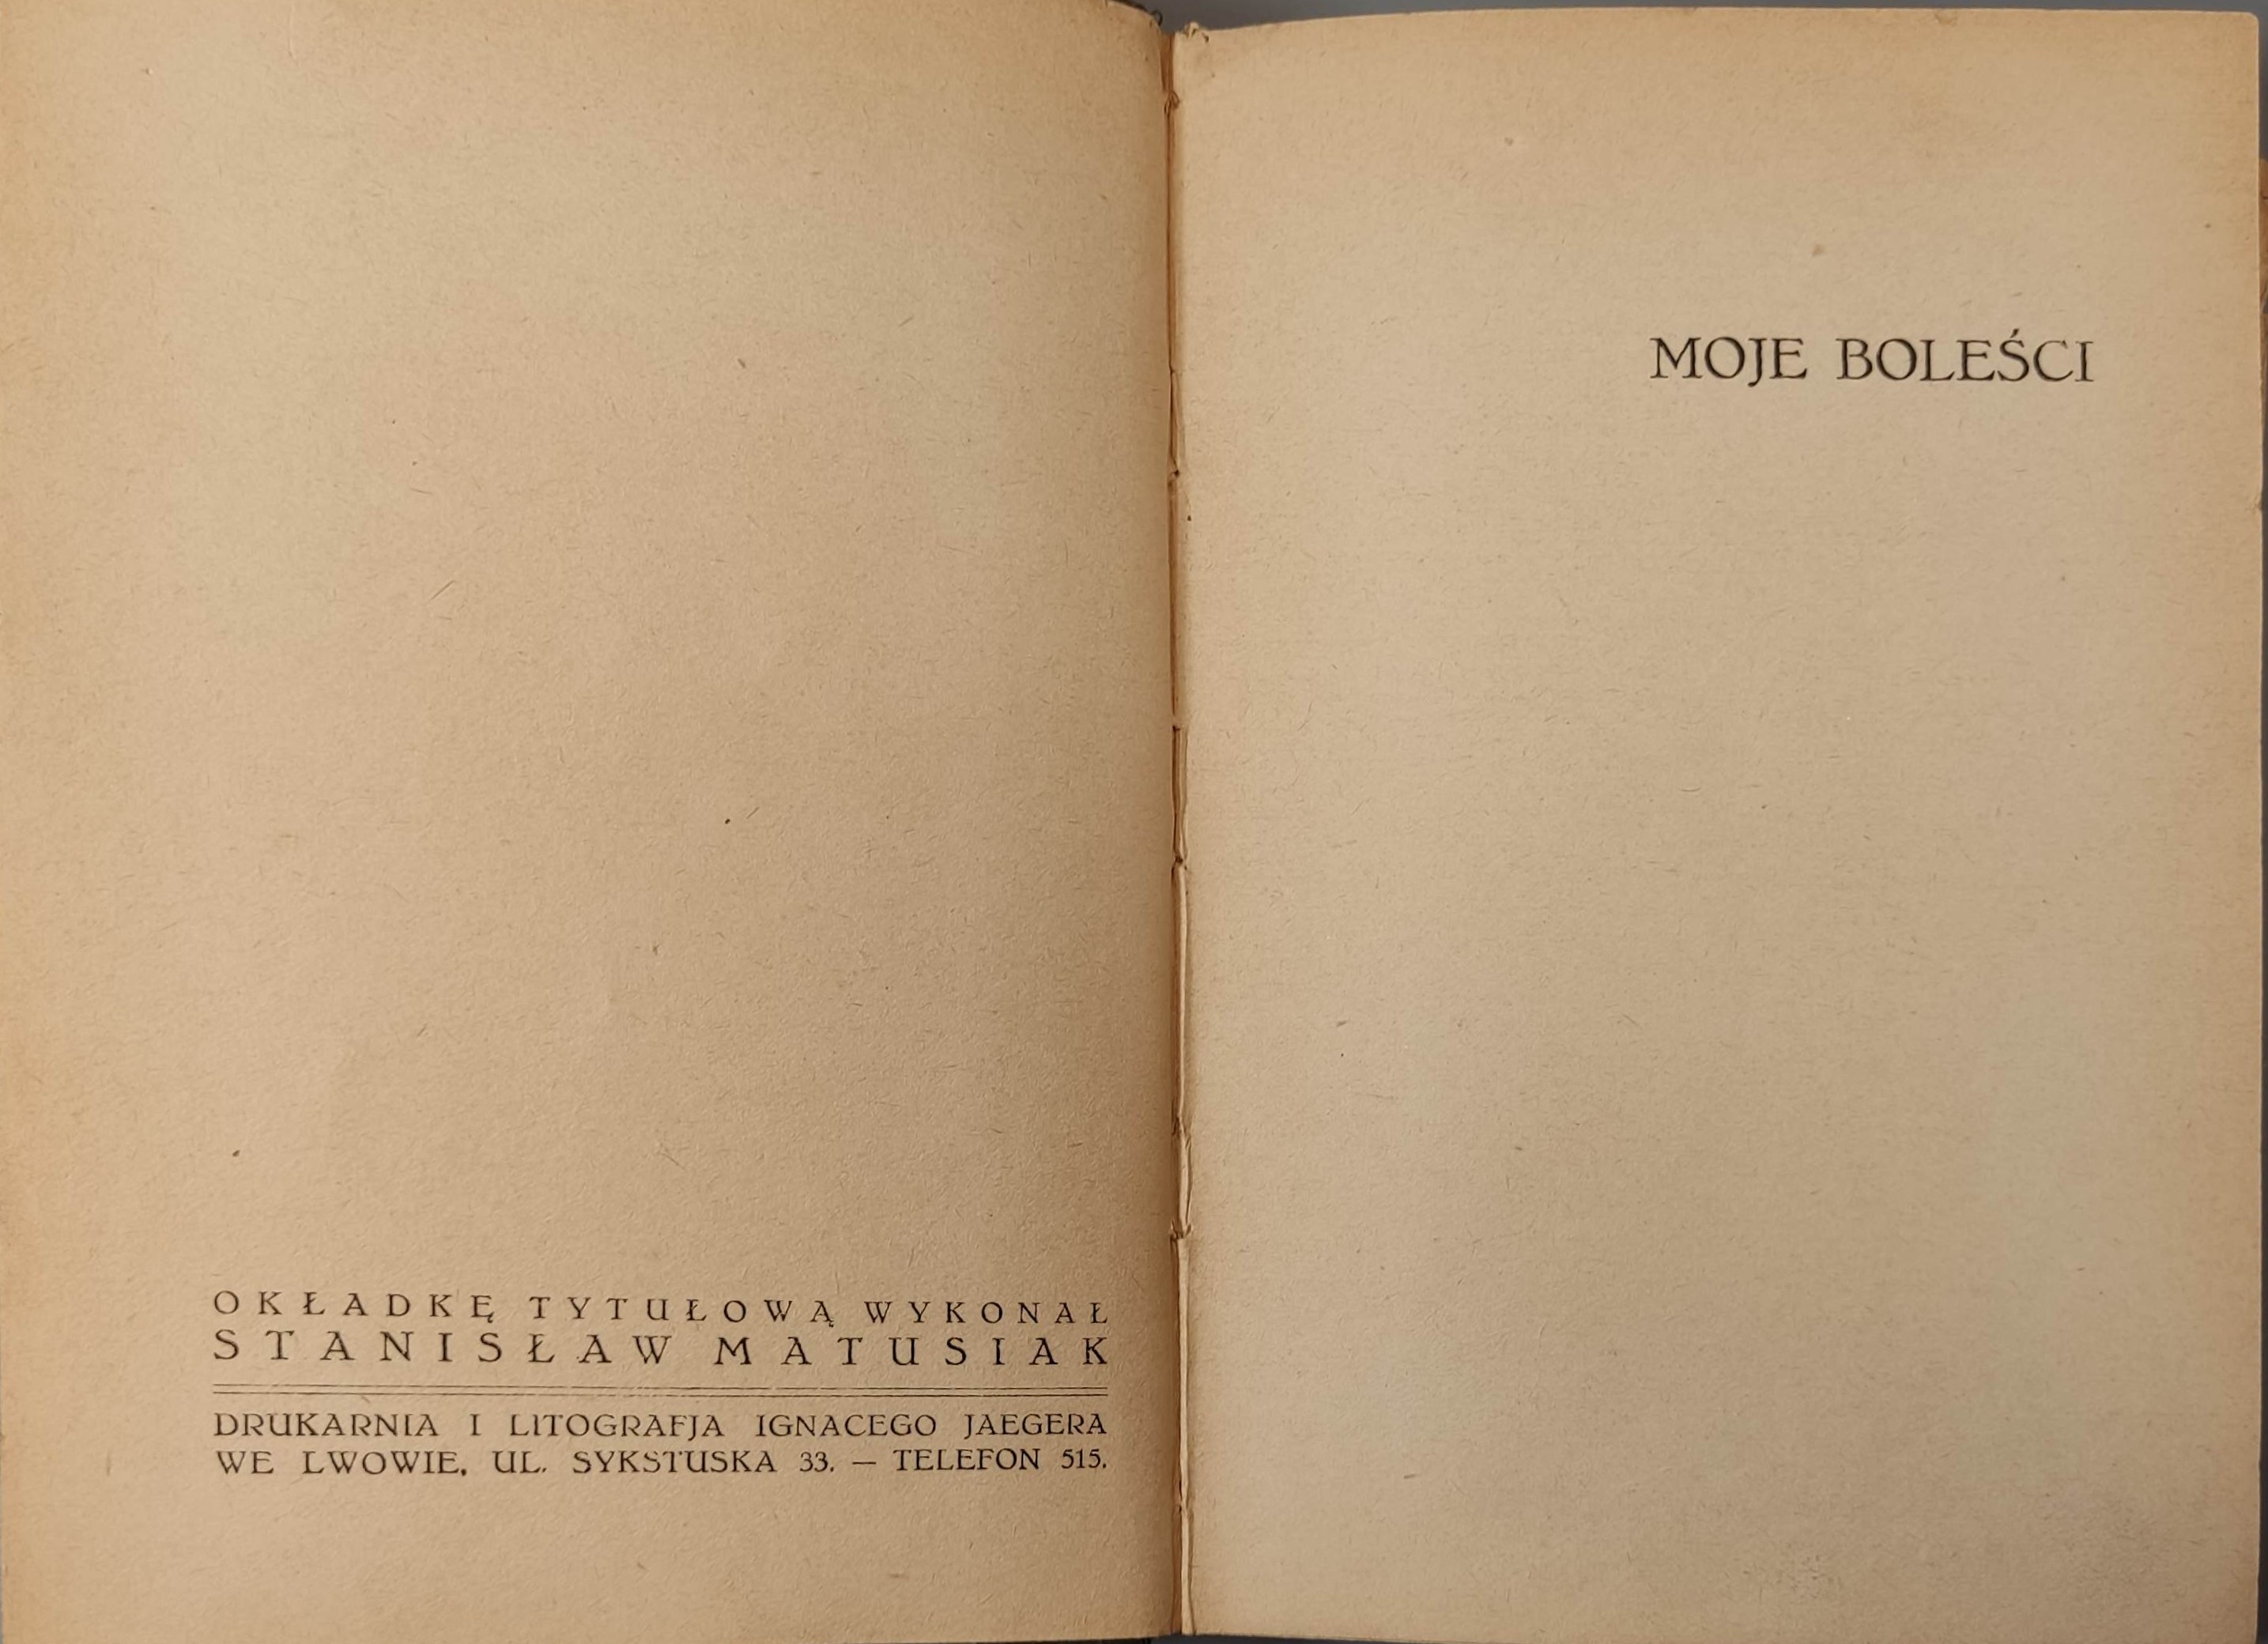 OKŁADKĘ TYTUŁOWĄ WYKONAŁ
STANISŁAW MATUSIAK
DRUKARNIA I LITOGRAFJA IGNACEGO JAEGERA
WE LWOWIE, UL. SYKSTUSKA 33. — TELEFON 515.
MOJE BOLEŚCI